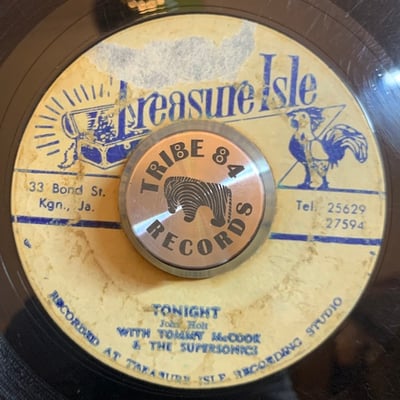 Treasure Isle
33 Bond St.
Kgn., Ja.
Tel. 25629
27594
TRIBE 84
RECORDS
TONIGHT
John Holt
WITH TOMMY McCOOK
& THE SUPERSONICS
RECORDED AT TREASURE ISLE RECORDING STUDIO